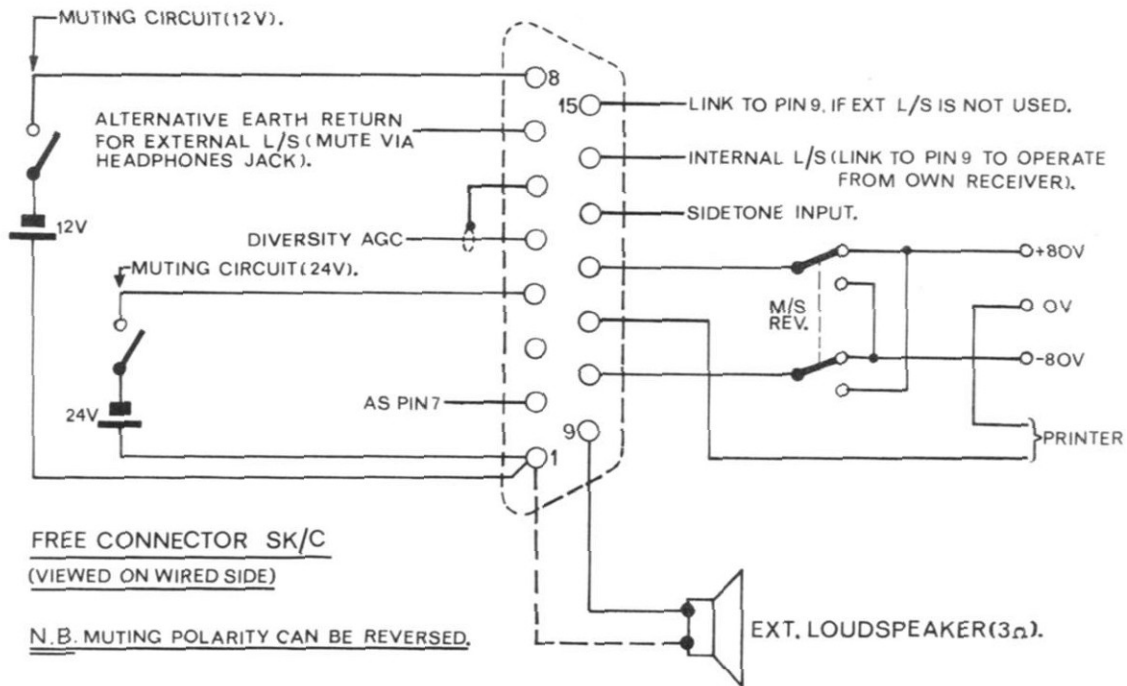 MUTING CIRCUIT(12V).
8
15
LINK TO PIN 9, IF EXT L/S IS NOT USED.
ALTERNATIVE EARTH RETURN
FOR EXTERNAL L/S (MUTE VIA
HEADPHONES JACK).
INTERNAL L/S (LINK TO PIN 9 TO OPERATE
FROM OWN RECEIVER).
SIDETONE INPUT.
12V
DIVERSITY AGC
+80V
MUTING CIRCUIT(24V).
M/S
REV.
0V
-80V
AS PIN 7
24V
9
PRINTER
1
FREE CONNECTOR SK/C
(VIEWED ON WIRED SIDE)
N.B. MUTING POLARITY CAN BE REVERSED.
EXT. LOUDSPEAKER(3Ω).